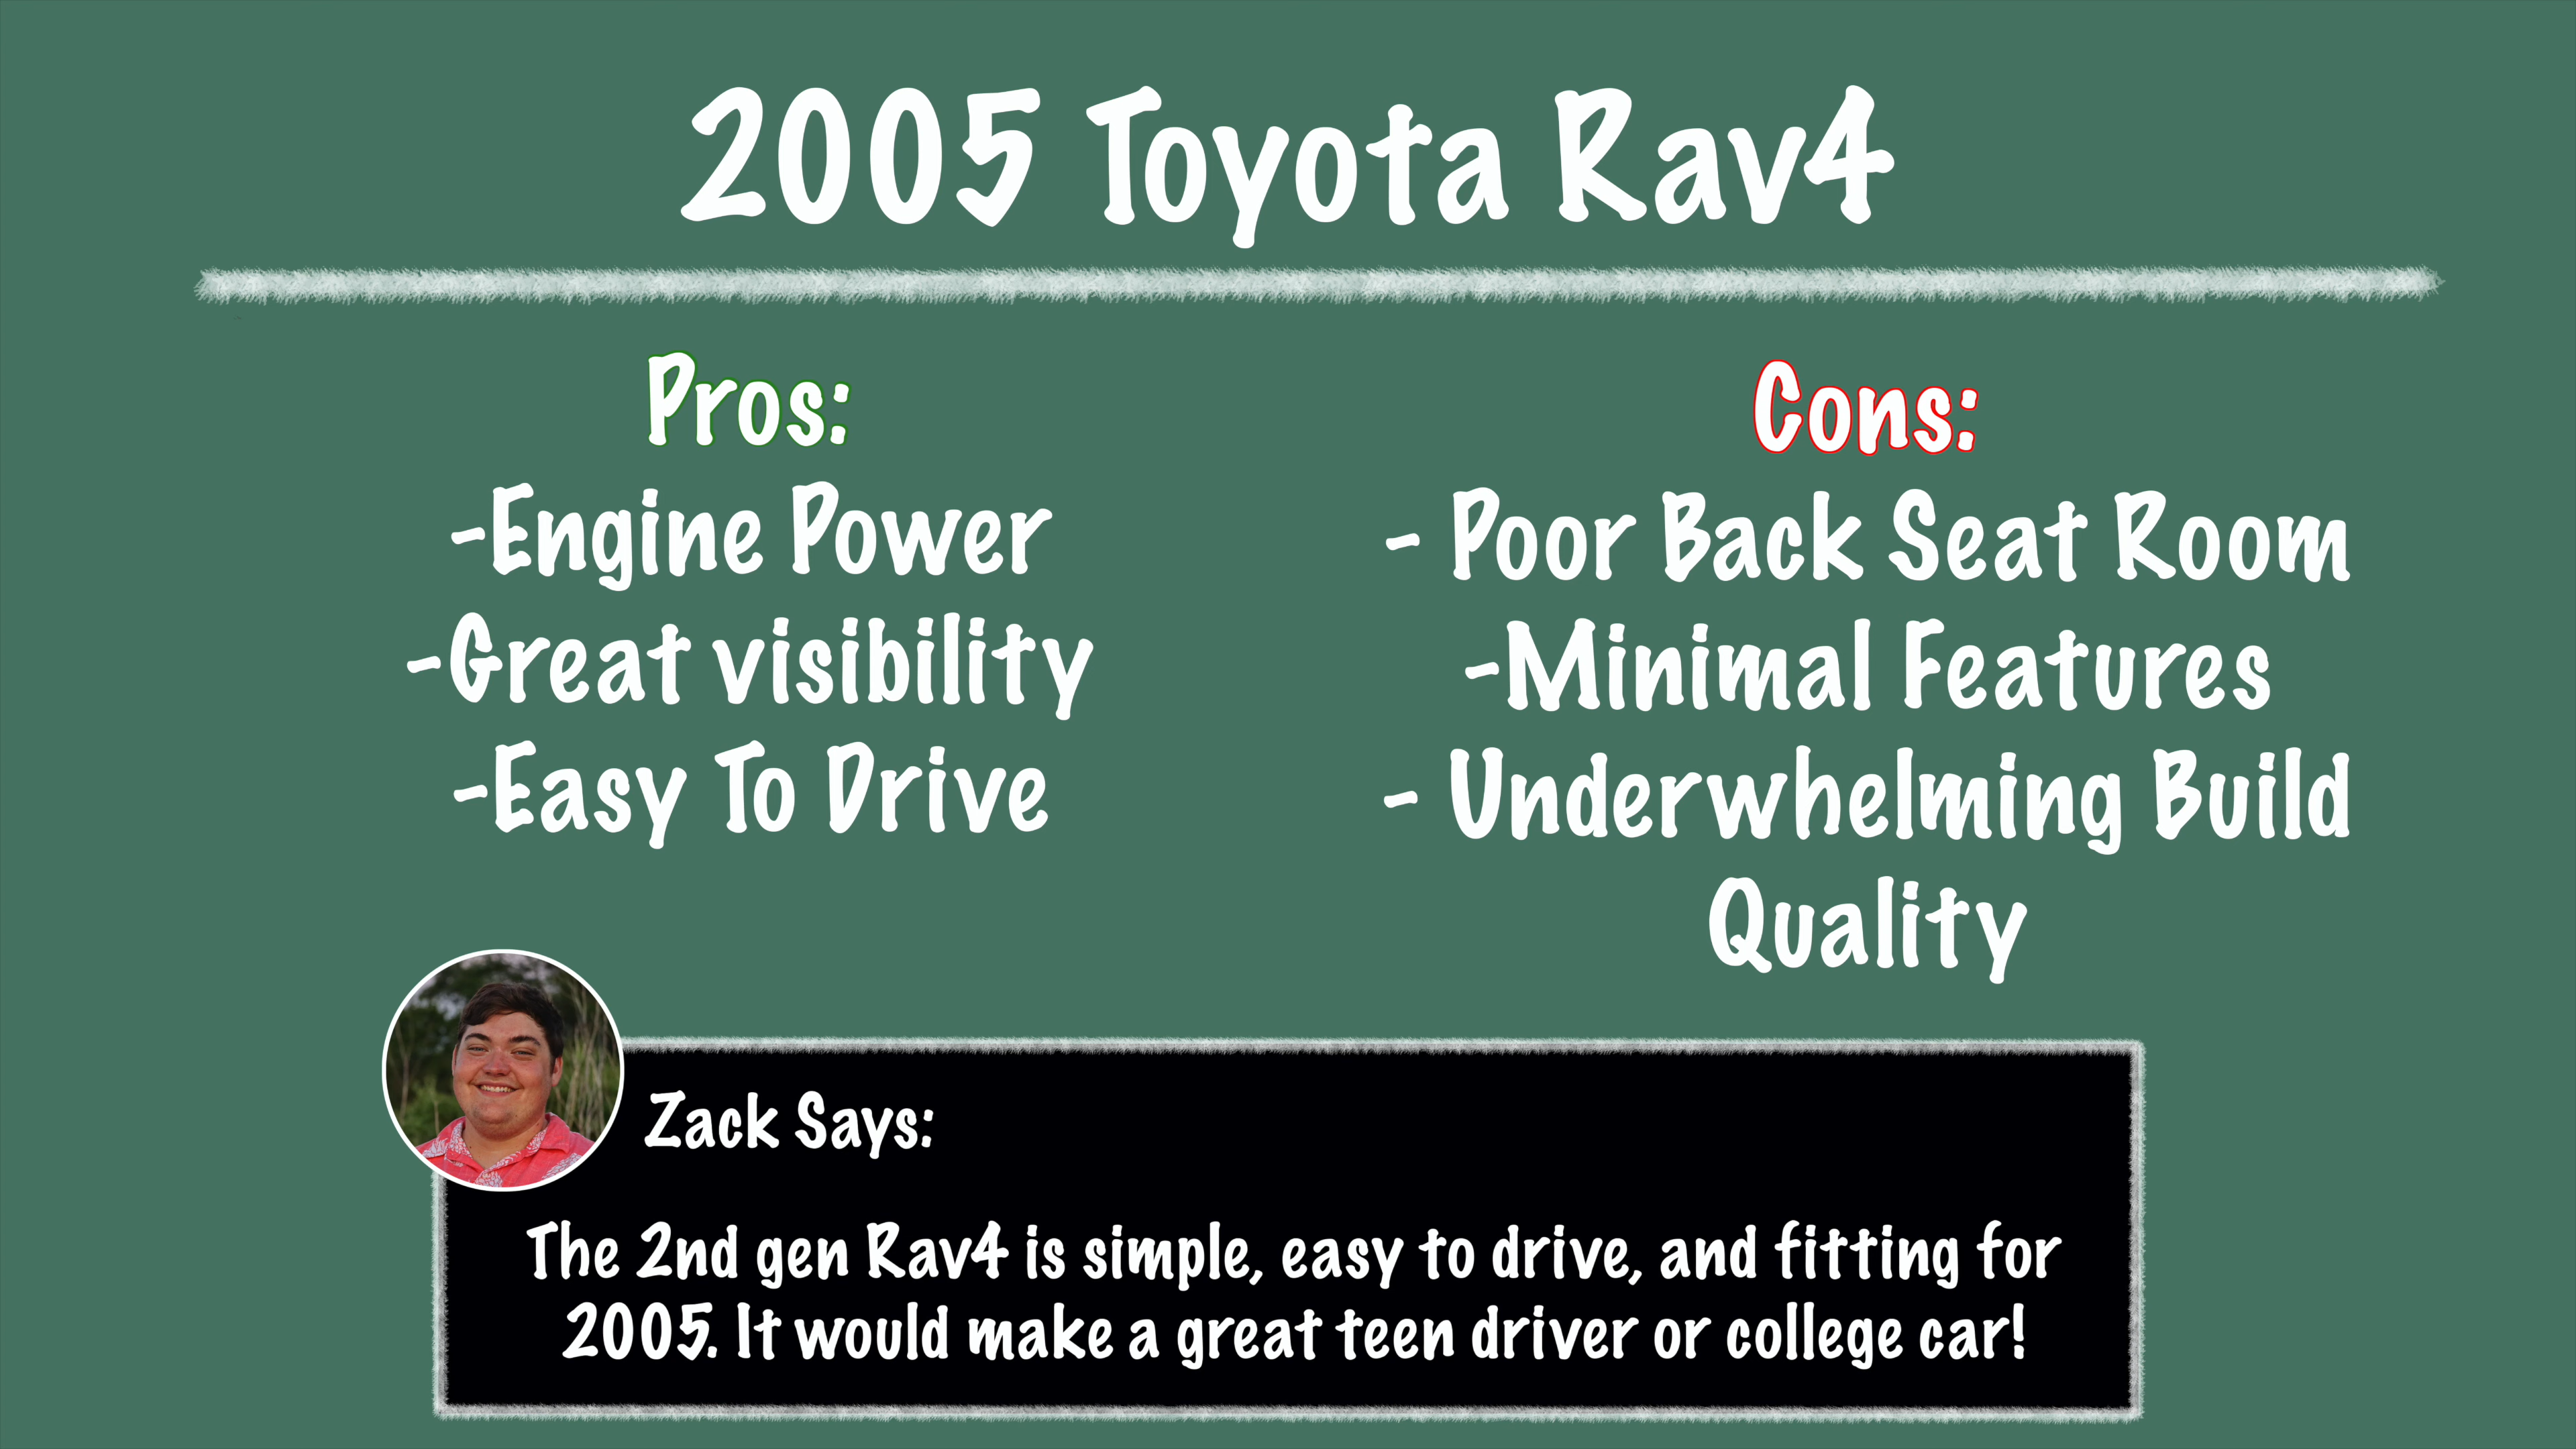 2005 Toyota Rav4
Pros:
-Engine Power
-Great visibility
-Easy To Drive
Cons:
- Poor Back Seat Room
-Minimal Features
- Underwhelming Build
Quality
Zack Says:
The 2nd gen Rav4 is simple, easy to drive, and fitting for
2005. It would make a great teen driver or college car!